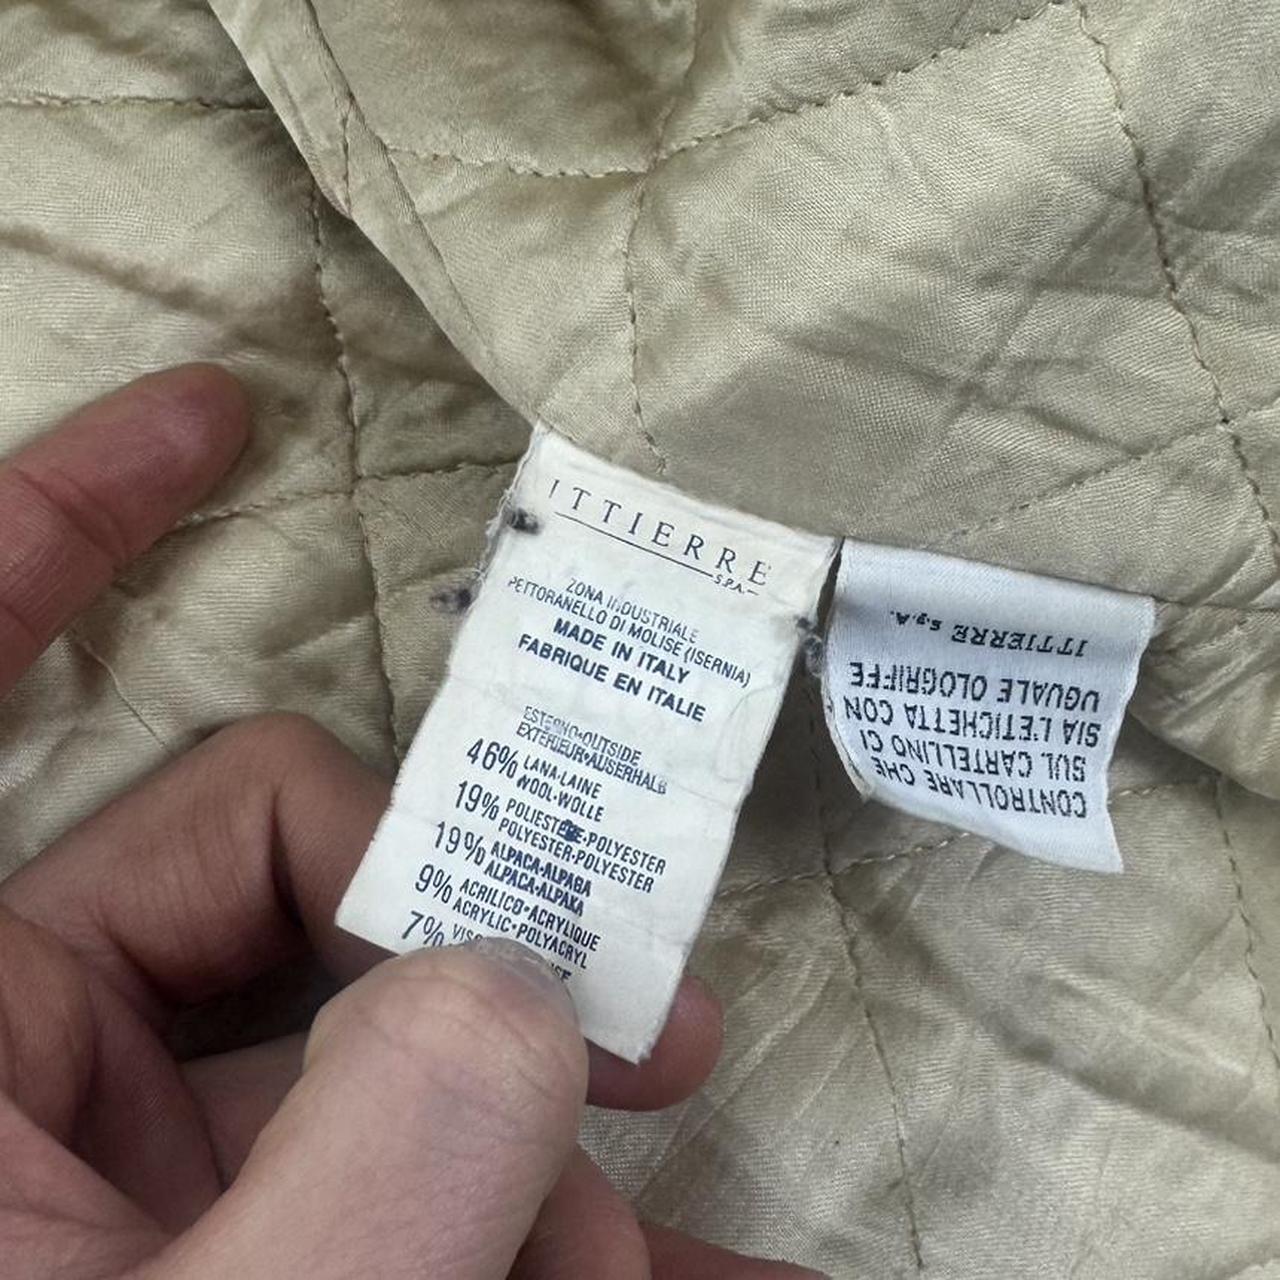 ITTIERRE
S.P.A.
ZONA INDUSTRIALE
PETTORANELLO DI MOLISE (ISERNIA)
MADE IN ITALY
FABRIQUE EN ITALIE
ESTERNO•OUTSIDE
EXTERIEUR•AUSERHALB
46% LANA•LAINE
WOOL•WOLLE
19% POLIESTERE•POLYESTER
POLYESTER•POLYESTER
19% ALPACA•ALPABA
ALPACA•ALPAKA
9% ACRILICO•ACRYLIQUE
ACRYLIC•POLYACRYL
7%
CONTROLLARE CHE
SUL CARTELLINO CI
SIA L'ETICHETTA CON
UGUALE OLOGRIFFE
ITTIERRE S.p.A.